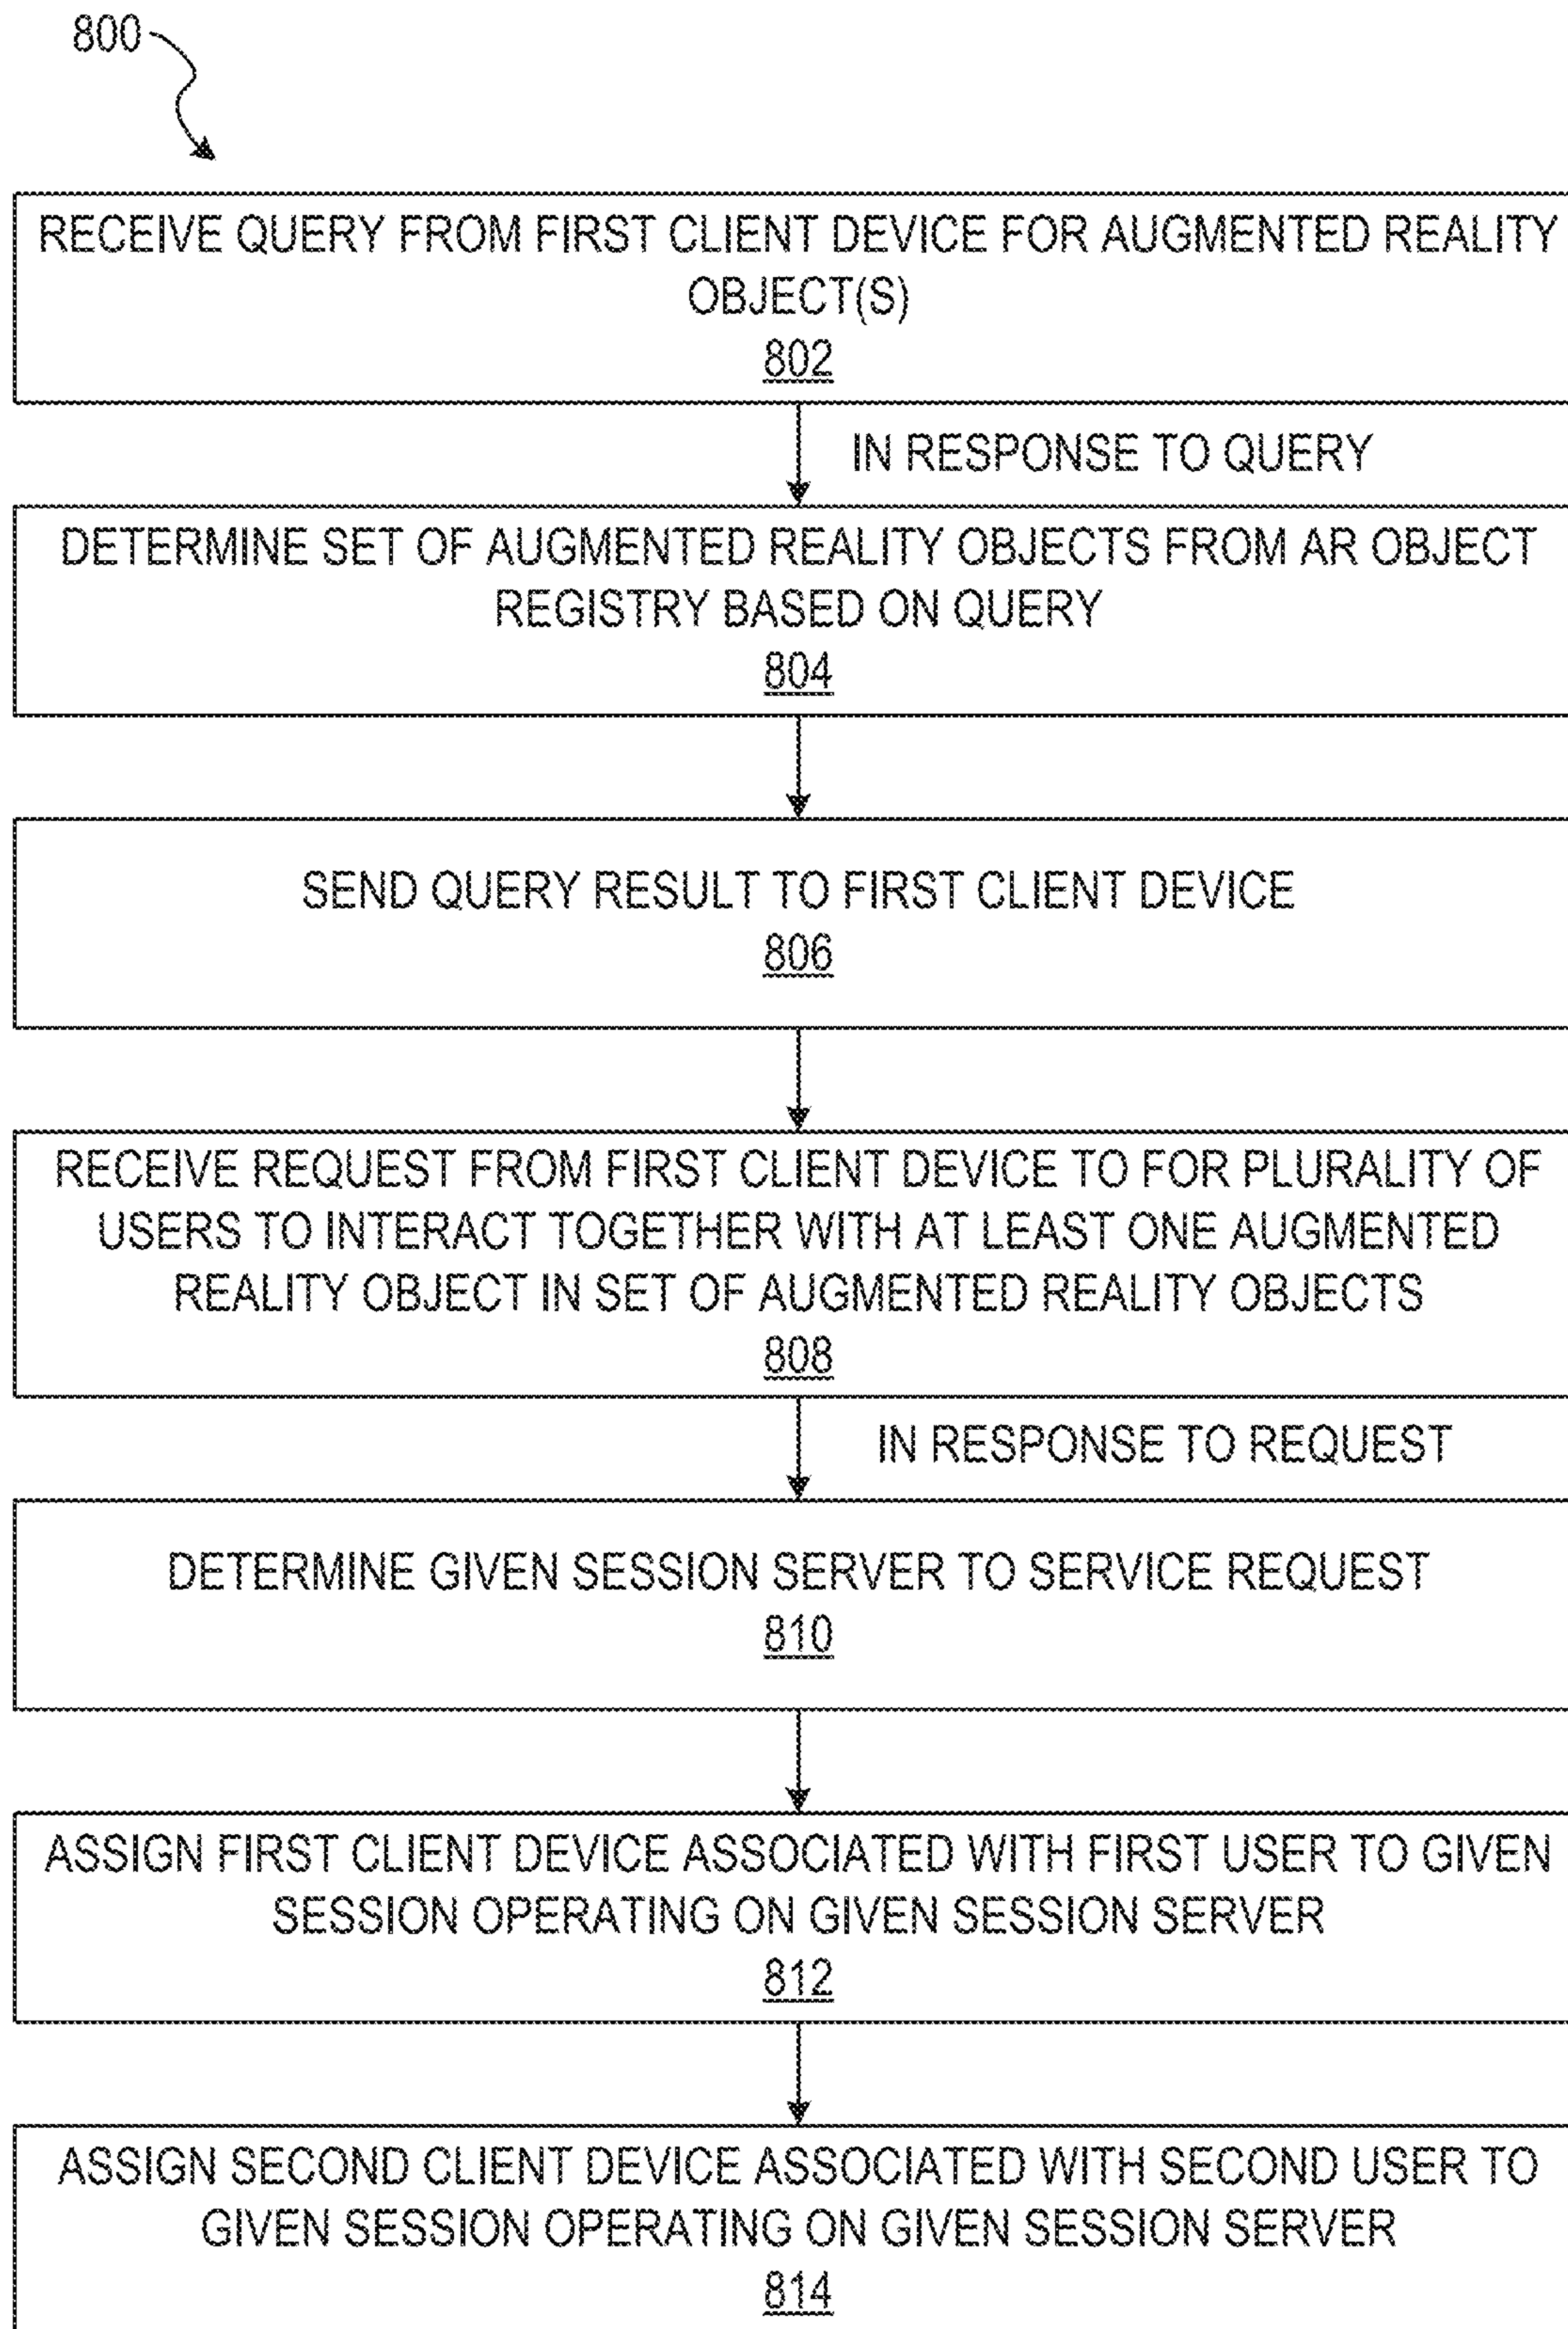 800
RECEIVE QUERY FROM FIRST CLIENT DEVICE FOR AUGMENTED REALITY
OBJECT(S)
802
IN RESPONSE TO QUERY
DETERMINE SET OF AUGMENTED REALITY OBJECTS FROM AR OBJECT
REGISTRY BASED ON QUERY
804
SEND QUERY RESULT TO FIRST CLIENT DEVICE
806
RECEIVE REQUEST FROM FIRST CLIENT DEVICE TO FOR PLURALITY OF
USERS TO INTERACT TOGETHER WITH AT LEAST ONE AUGMENTED
REALITY OBJECT IN SET OF AUGMENTED REALITY OBJECTS
808
IN RESPONSE TO REQUEST
DETERMINE GIVEN SESSION SERVER TO SERVICE REQUEST
810
ASSIGN FIRST CLIENT DEVICE ASSOCIATED WITH FIRST USER TO GIVEN
SESSION OPERATING ON GIVEN SESSION SERVER
812
ASSIGN SECOND CLIENT DEVICE ASSOCIATED WITH SECOND USER TO
GIVEN SESSION OPERATING ON GIVEN SESSION SERVER
814